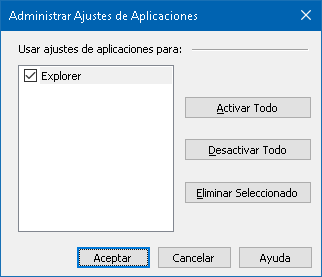 Administrar Ajustes de Aplicaciones
Usar ajustes de aplicaciones para:
Explorer
Activar Todo
Desactivar Todo
Eliminar Seleccionado
Aceptar
Cancelar
Ayuda